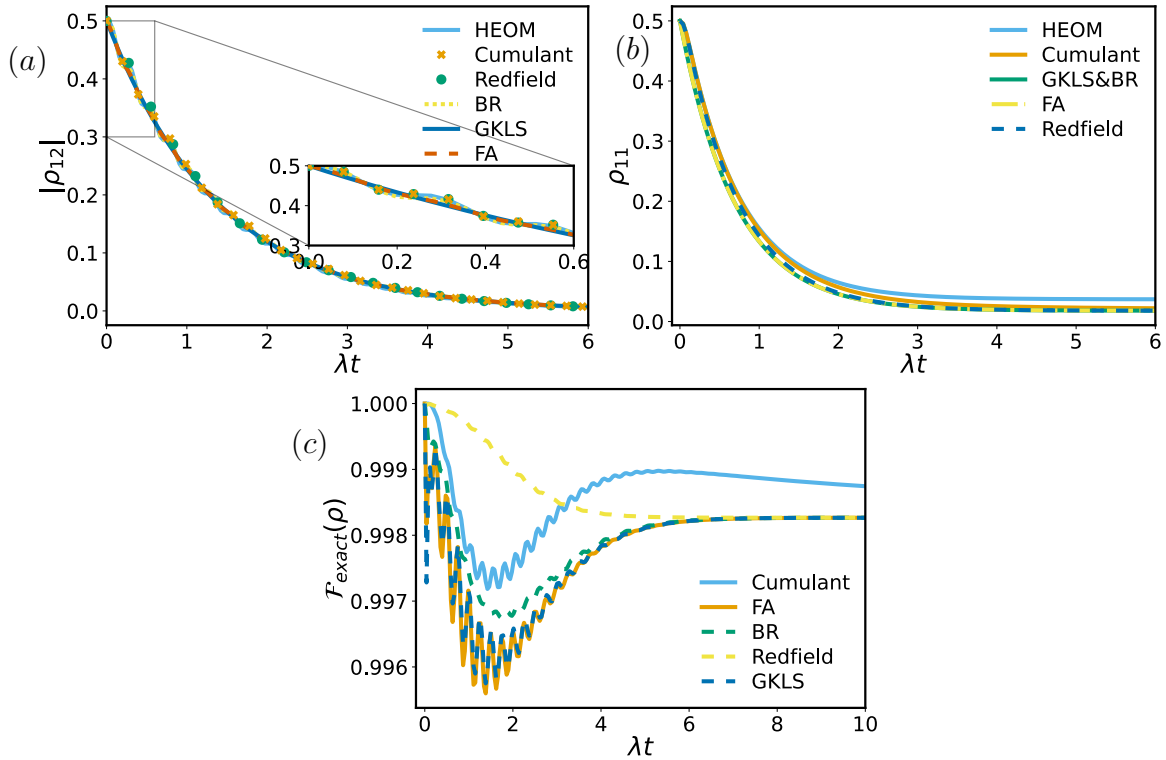 (a)
|ρ12|
0.5
0.4
0.3
0.2
0.1
0.0
0
1
2
3
4
5
6
λt
HEOM
Cumulant
Redfield
BR
GKLS
FA
0.5
0.4
0.3
0.0
0.2
0.4
0.6
(b)
ρ11
0.5
0.4
0.3
0.2
0.1
0.0
0
1
2
3
4
5
6
λt
HEOM
Cumulant
GKLS&BR
FA
Redfield
(c)
ℱexact(ρ)
1.000
0.999
0.998
0.997
0.996
0
2
4
6
8
10
λt
Cumulant
FA
BR
Redfield
GKLS